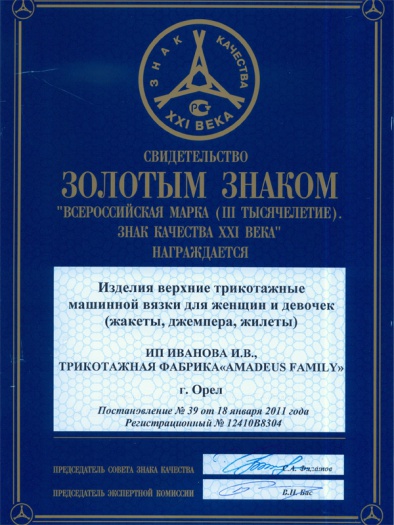 ЗНАК КАЧЕСТВА
XXI ВЕКА
СВИДЕТЕЛЬСТВО
ЗОЛОТЫМ ЗНАКОМ
"ВСЕРОССИЙСКАЯ МАРКА (III ТЫСЯЧЕЛЕТИЕ).
ЗНАК КАЧЕСТВА XXI ВЕКА"
НАГРАЖДАЕТСЯ
Изделия верхние трикотажные
машинной вязки для женщин и девочек
(жакеты, джемпера, жилеты)
ИП ИВАНОВА И.В.,
ТРИКОТАЖНАЯ ФАБРИКА«AMADEUS FAMILY»
г. Орел
Постановление № 39 от 18 января 2011 года
Регистрационный № 12410В8304
ПРЕДСЕДАТЕЛЬ СОВЕТА ЗНАКА КАЧЕСТВА
ПРЕДСЕДАТЕЛЬ ЭКСПЕРТНОЙ КОМИССИИ